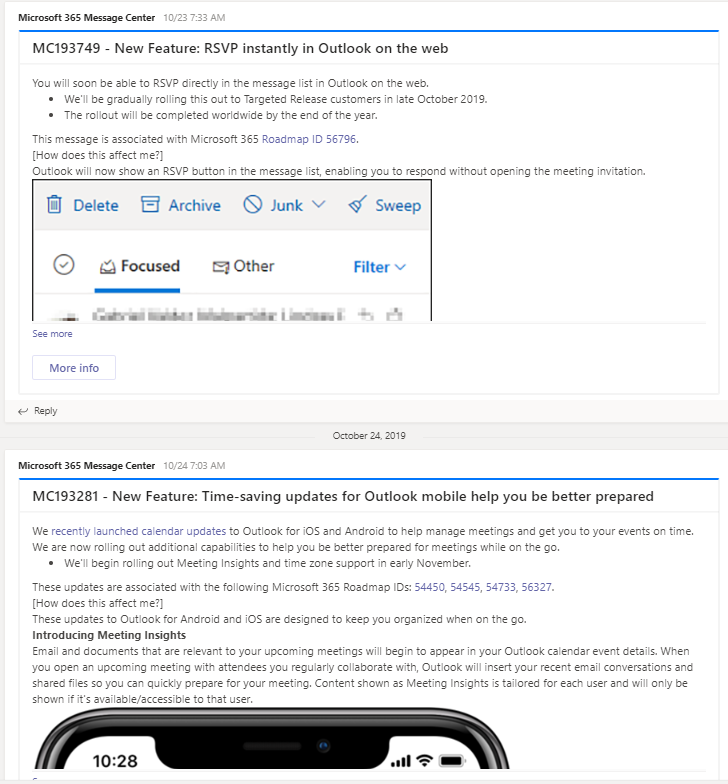 Microsoft 365 Message Center 10/23 7:33 AM
MC193749 - New Feature: RSVP instantly in Outlook on the web
You will soon be able to RSVP directly in the message list in Outlook on the web.
• We'll be gradually rolling this out to Targeted Release customers in late October 2019.
• The rollout will be completed worldwide by the end of the year.
This message is associated with Microsoft 365 Roadmap ID 56796.
[How does this affect me?]
Outlook will now show an RSVP button in the message list, enabling you to respond without opening the meeting invitation.
Delete Archive Junk Sweep
Focused Other Filter
See more
More info
Reply
October 24, 2019
Microsoft 365 Message Center 10/24 7:03 AM
MC193281 - New Feature: Time-saving updates for Outlook mobile help you be better prepared
We recently launched calendar updates to Outlook for iOS and Android to help manage meetings and get you to your events on time.
We are now rolling out additional capabilities to help you be better prepared for meetings while on the go.
• We'll begin rolling out Meeting Insights and time zone support in early November.
These updates are associated with the following Microsoft 365 Roadmap IDs: 54450, 54545, 54733, 56327.
[How does this affect me?]
These updates to Outlook for Android and iOS are designed to keep you organized when on the go.
Introducing Meeting Insights
Email and documents that are relevant to your upcoming meetings will begin to appear in your Outlook calendar event details. When
you open an upcoming meeting with attendees you regularly collaborate with, Outlook will insert your recent email conversations and
shared files so you can quickly prepare for your meeting. Content shown as Meeting Insights is tailored for each user and will only be
shown if it's available/accessible to that user.
10:28